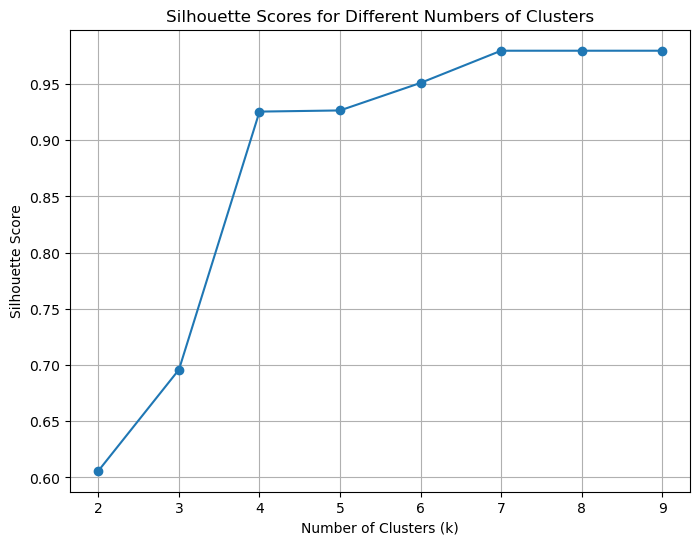 Silhouette Scores for Different Numbers of Clusters
Silhouette Score
0.95
0.90
0.85
0.80
0.75
0.70
0.65
0.60
2 3 4 5 6 7 8 9
Number of Clusters (k)